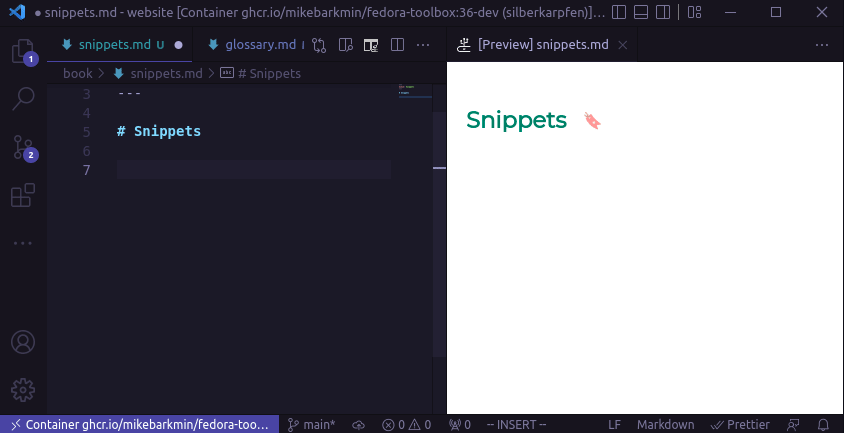 ● snippets.md - website [Container ghcr.io/mikebarkmin/fedora-toolbox:36-dev (silberkarpfen)]...
snippets.md U ●
glossary.md
[Preview] snippets.md
book > snippets.md > # Snippets
1
2
3 ---
4
5 # Snippets
6
7
Snippets
Container ghcr.io/mikebarkmin/fedora-too...
main*
0 0
0
-- INSERT --
LF
Markdown
Prettier